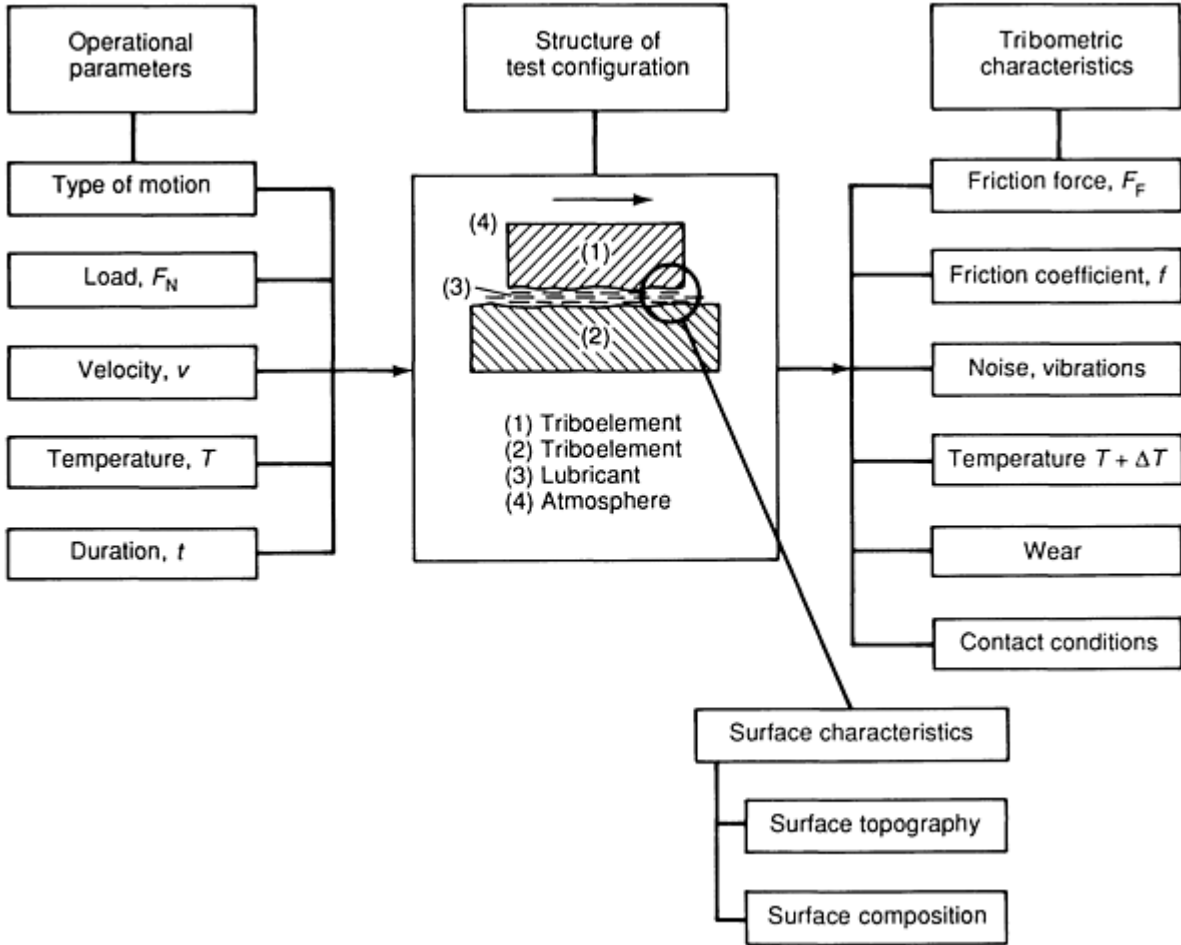 Operational
parameters
Structure of
test configuration
Tribometric
characteristics
Type of motion
Load, F_N
Velocity, v
Temperature, T
Duration, t
(4)
(1)
(3)
(2)
(1) Triboelement
(2) Triboelement
(3) Lubricant
(4) Atmosphere
Friction force, F_F
Friction coefficient, f
Noise, vibrations
Temperature T + ΔT
Wear
Contact conditions
Surface characteristics
Surface topography
Surface composition